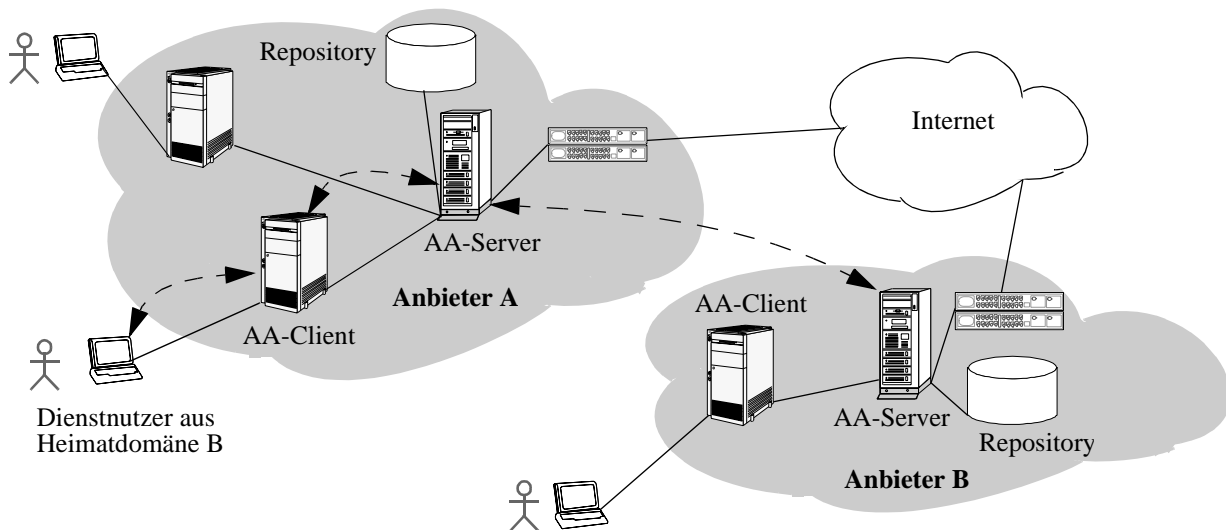 Repository
Internet
AA-Server
Anbieter A
AA-Client
AA-Client
Dienstnutzer aus
Heimatdomäne B
AA-Server
Repository
Anbieter B